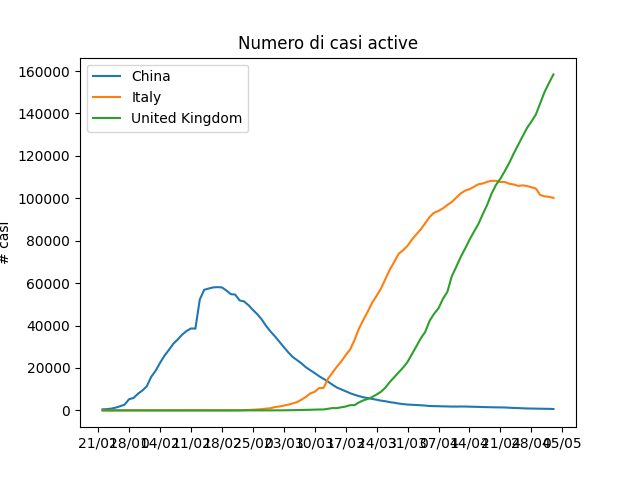 Numero di casi active
160000
140000
120000
100000
80000
60000
40000
20000
0
# casi
China
Italy
United Kingdom
21/01 28/01 04/02 11/02 18/02 25/02 03/03 10/03 17/03 24/03 31/03 07/04 14/04 21/04 28/04 05/05